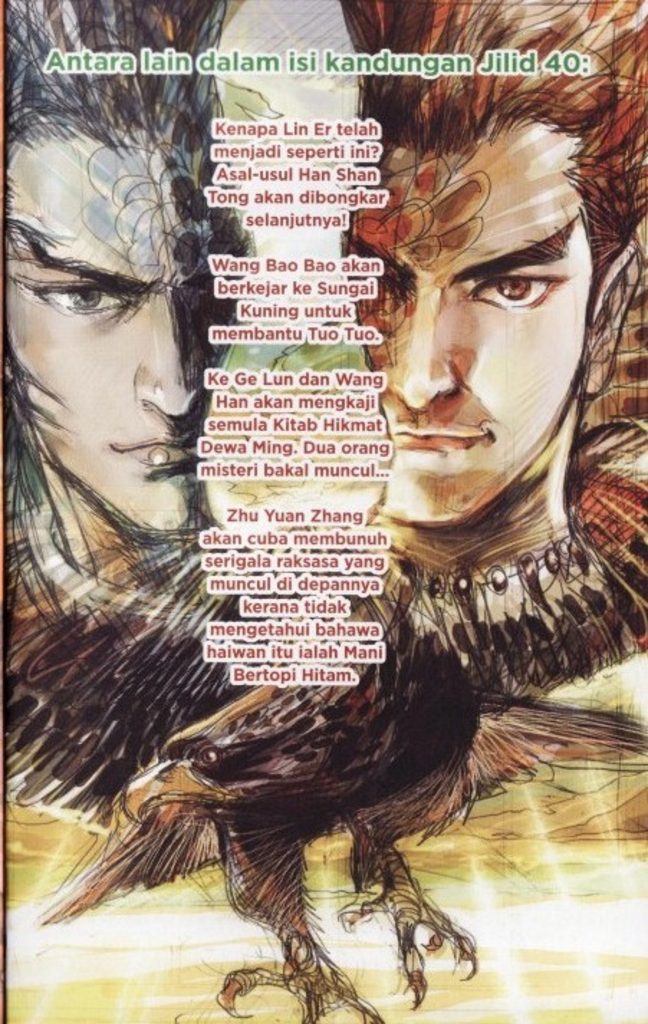 Antara lain dalam isi kandungan Jilid 40:
Kenapa Lin Er telah
menjadi seperti ini?
Asal-usul Han Shan
Tong akan dibongkar
selanjutnya!
Wang Bao Bao akan
berkejar ke Sungai
Kuning untuk
membantu Tuo Tuo.
Ke Ge Lun dan Wang
Han akan mengkaji
semula Kitab Hikmat
Dewa Ming. Dua orang
misteri bakal muncul...
Zhu Yuan Zhang
akan cuba membunuh
serigala raksasa yang
muncul di depannya
kerana tidak
mengetahui bahawa
haiwan itu ialah Mani
Bertopi Hitam.